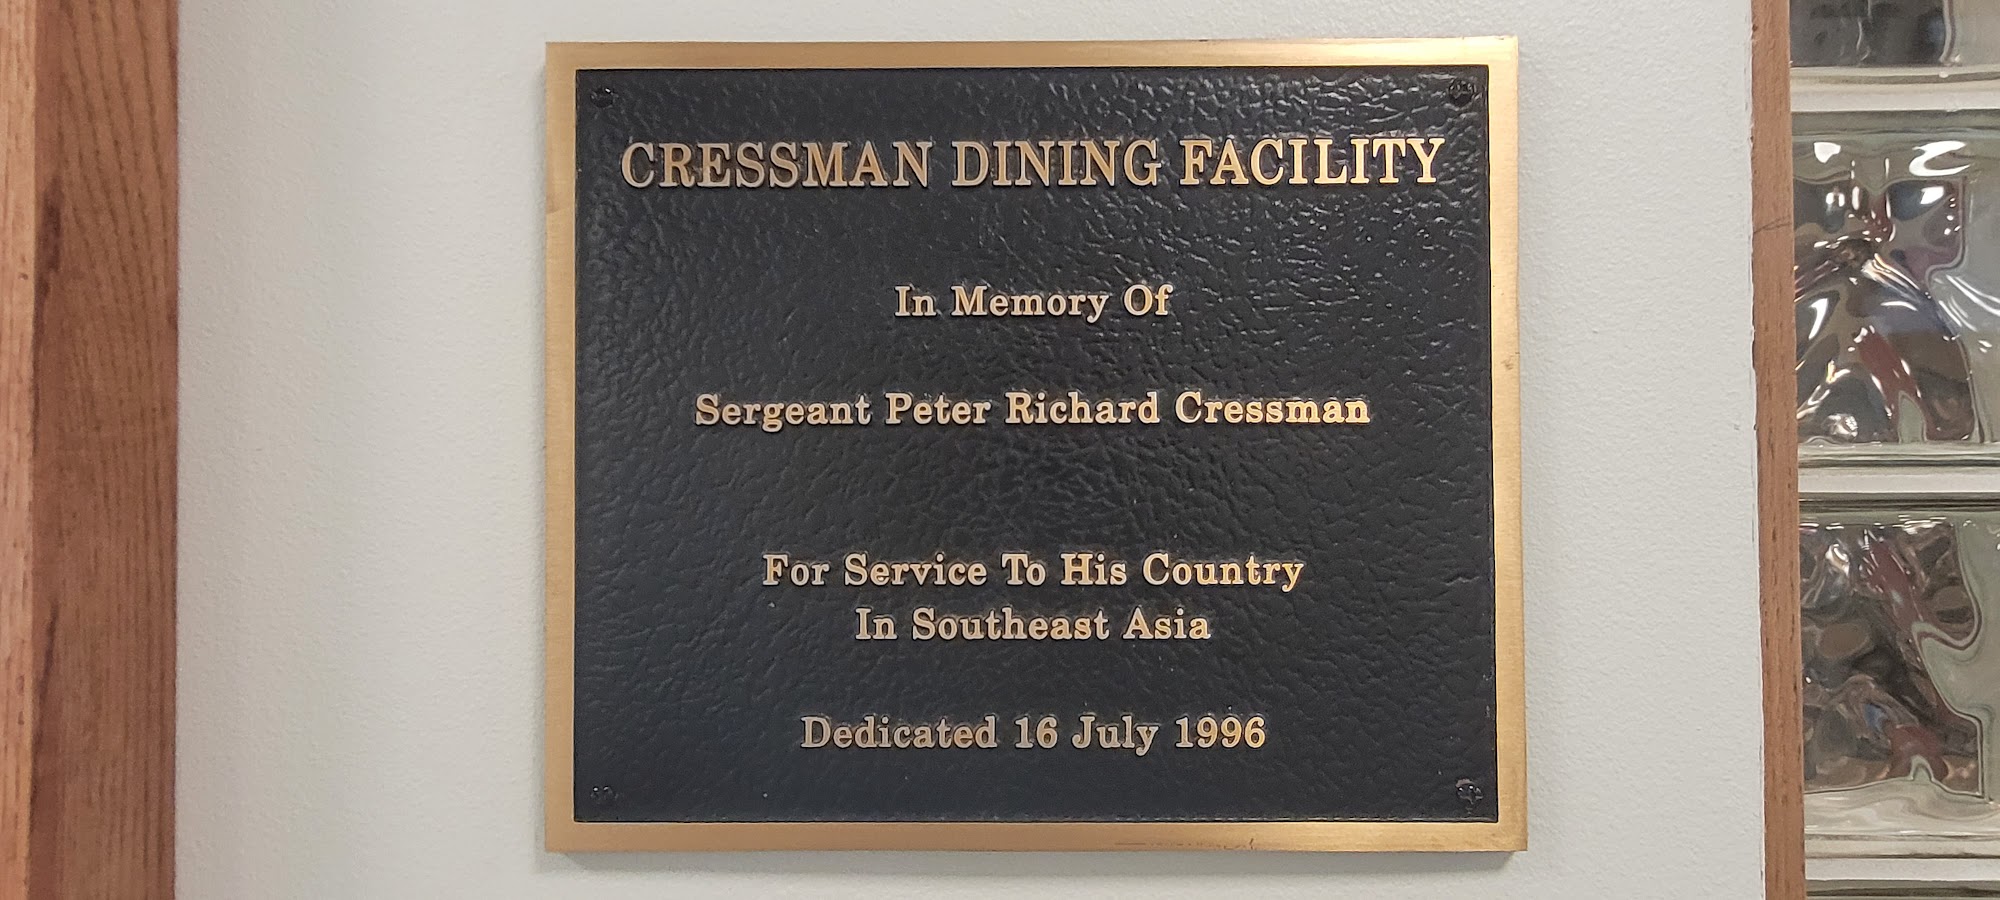 CRESSMAN DINING FACILITY
In Memory Of
Sergeant Peter Richard Cressman
For Service To His Country
In Southeast Asia
Dedicated 16 July 1996